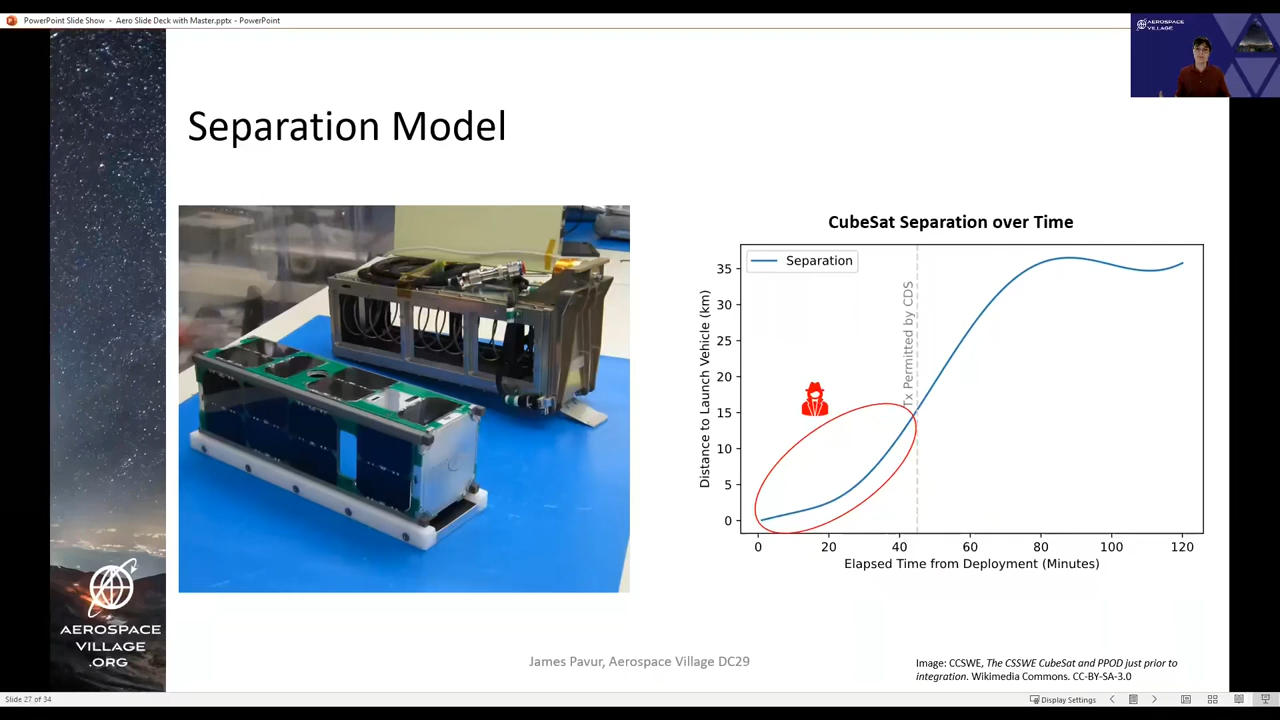 PowerPoint Slide Show - Aero Slide Deck with Master.pptx - PowerPoint
AEROSPACE
VILLAGE
Separation Model
CubeSat Separation over Time
Separation
Tx Permitted by CDS
Distance to Launch Vehicle (km)
35
30
25
20
15
10
5
0
0 20 40 60 80 100 120
Elapsed Time from Deployment (Minutes)
AEROSPACE
VILLAGE
.ORG
James Pavur, Aerospace Village DC29
Image: CCSWE, The CSSWE CubeSat and PPOD just prior to
integration. Wikimedia Commons. CC-BY-SA-3.0
Slide 27 of 34
Display Settings